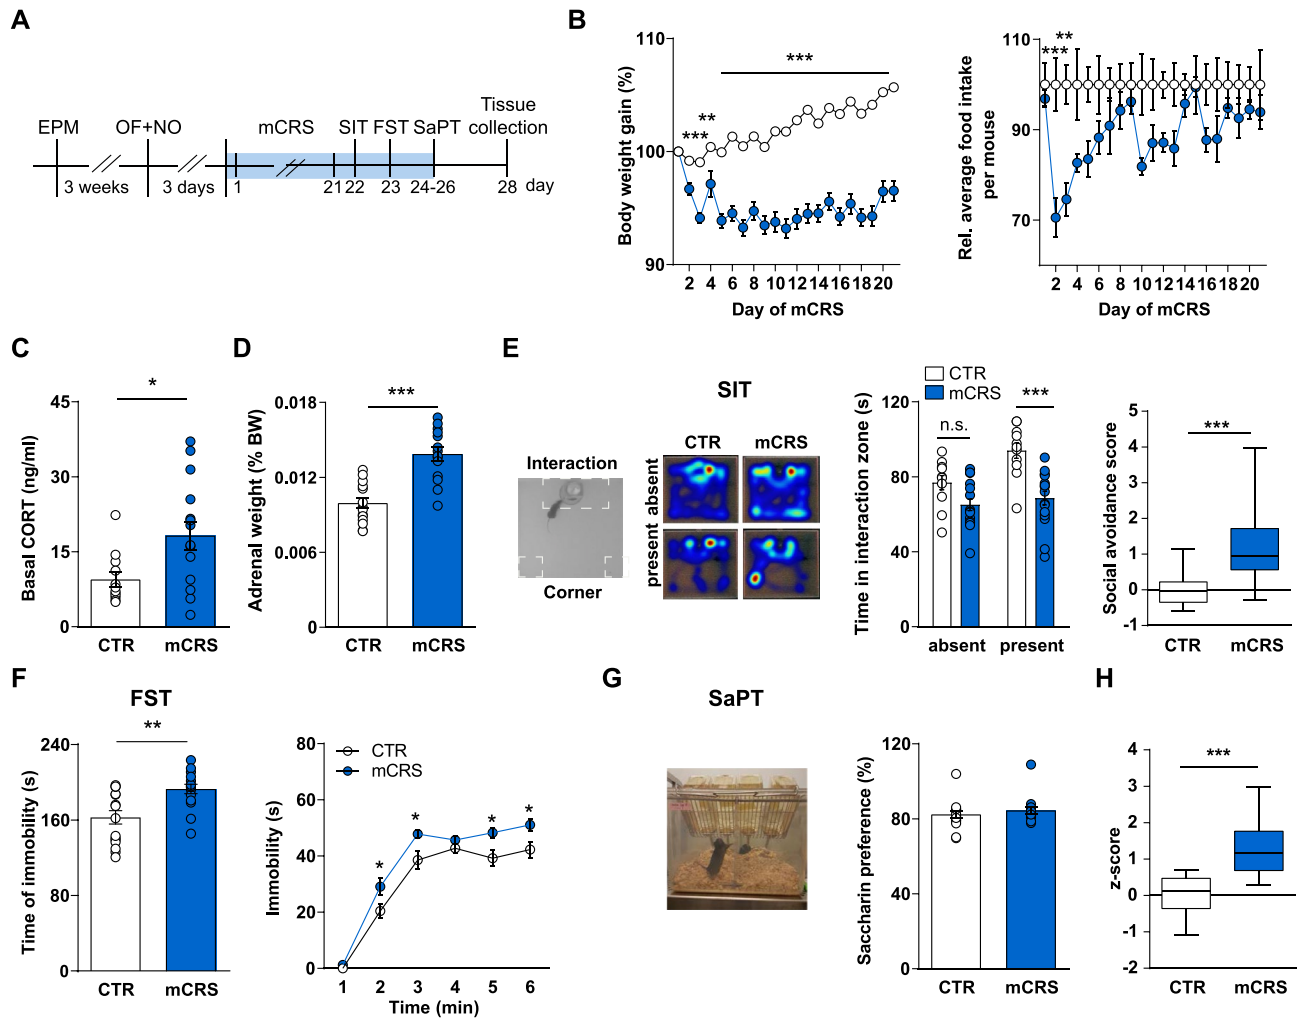 A
EPM
OF+NO
mCRS
SIT
FST
SaPT
Tissue
collection
3 weeks
3 days
1
21
22
23
24-26
28
day
B
Body weight gain (%)
110
100
90
**
***
***
2 4 6 8 10 12 14 16 18 20
Day of mCRS
Rel. average food intake
per mouse
110
90
70
**
***
2 4 6 8 10 12 14 16 18 20
Day of mCRS
C
Basal CORT (ng/ml)
45
30
15
0
*
CTR mCRS
D
Adrenal weight (% BW)
0.018
0.012
0.006
0
***
CTR mCRS
E
SIT
Interaction
Corner
CTR mCRS
absent
present
CTR
mCRS
Time in interaction zone (s)
120
80
40
0
n.s.
***
absent present
Social avoidance score
5
4
3
2
1
0
-1
***
CTR mCRS
F
FST
Time of immobility (s)
240
160
80
0
**
CTR mCRS
CTR
mCRS
Immobility (s)
80
60
40
20
0
*
*
*
*
1 2 3 4 5 6
Time (min)
G
SaPT
Saccharin preference (%)
120
80
40
0
CTR mCRS
H
z-score
4
3
2
1
0
-1
-2
***
CTR mCRS